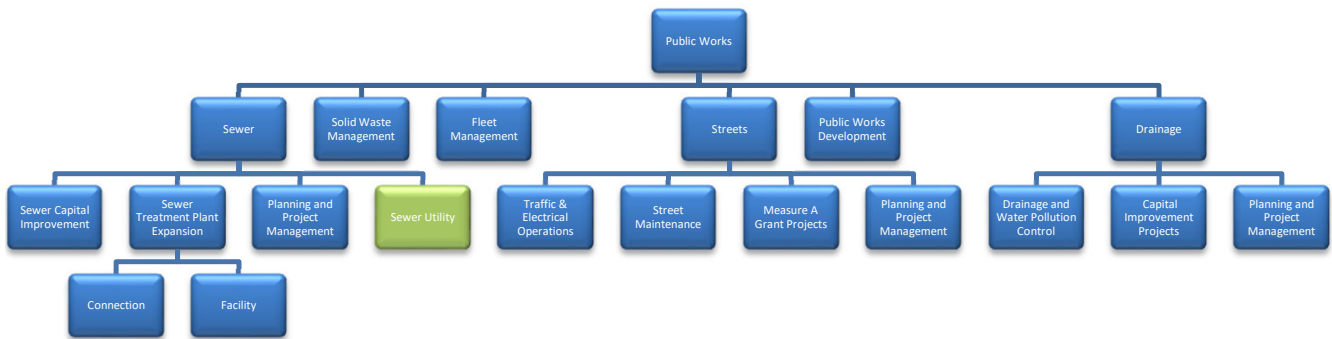 Public Works
Sewer
Solid Waste
Management
Fleet
Management
Streets
Public Works
Development
Drainage
Sewer Capital
Improvement
Sewer
Treatment Plant
Expansion
Planning and
Project
Management
Sewer Utility
Traffic &
Electrical
Operations
Street
Maintenance
Measure A
Grant Projects
Planning and
Project
Management
Drainage and
Water Pollution
Control
Capital
Improvement
Projects
Planning and
Project
Management
Connection
Facility